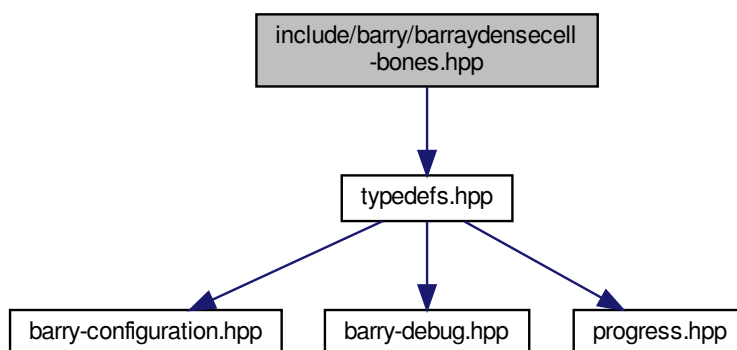 include/barry/barraydensecell
-bones.hpp
typedefs.hpp
barry-configuration.hpp
barry-debug.hpp
progress.hpp